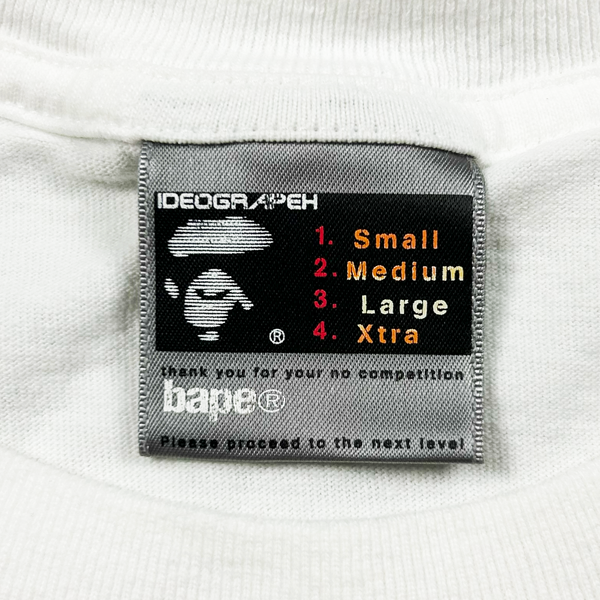 IDEOGRAPEH
1. Small
2. Medium
3. Large
4. Xtra
®
thank you for your no competition
bape®
Please proceed to the next level